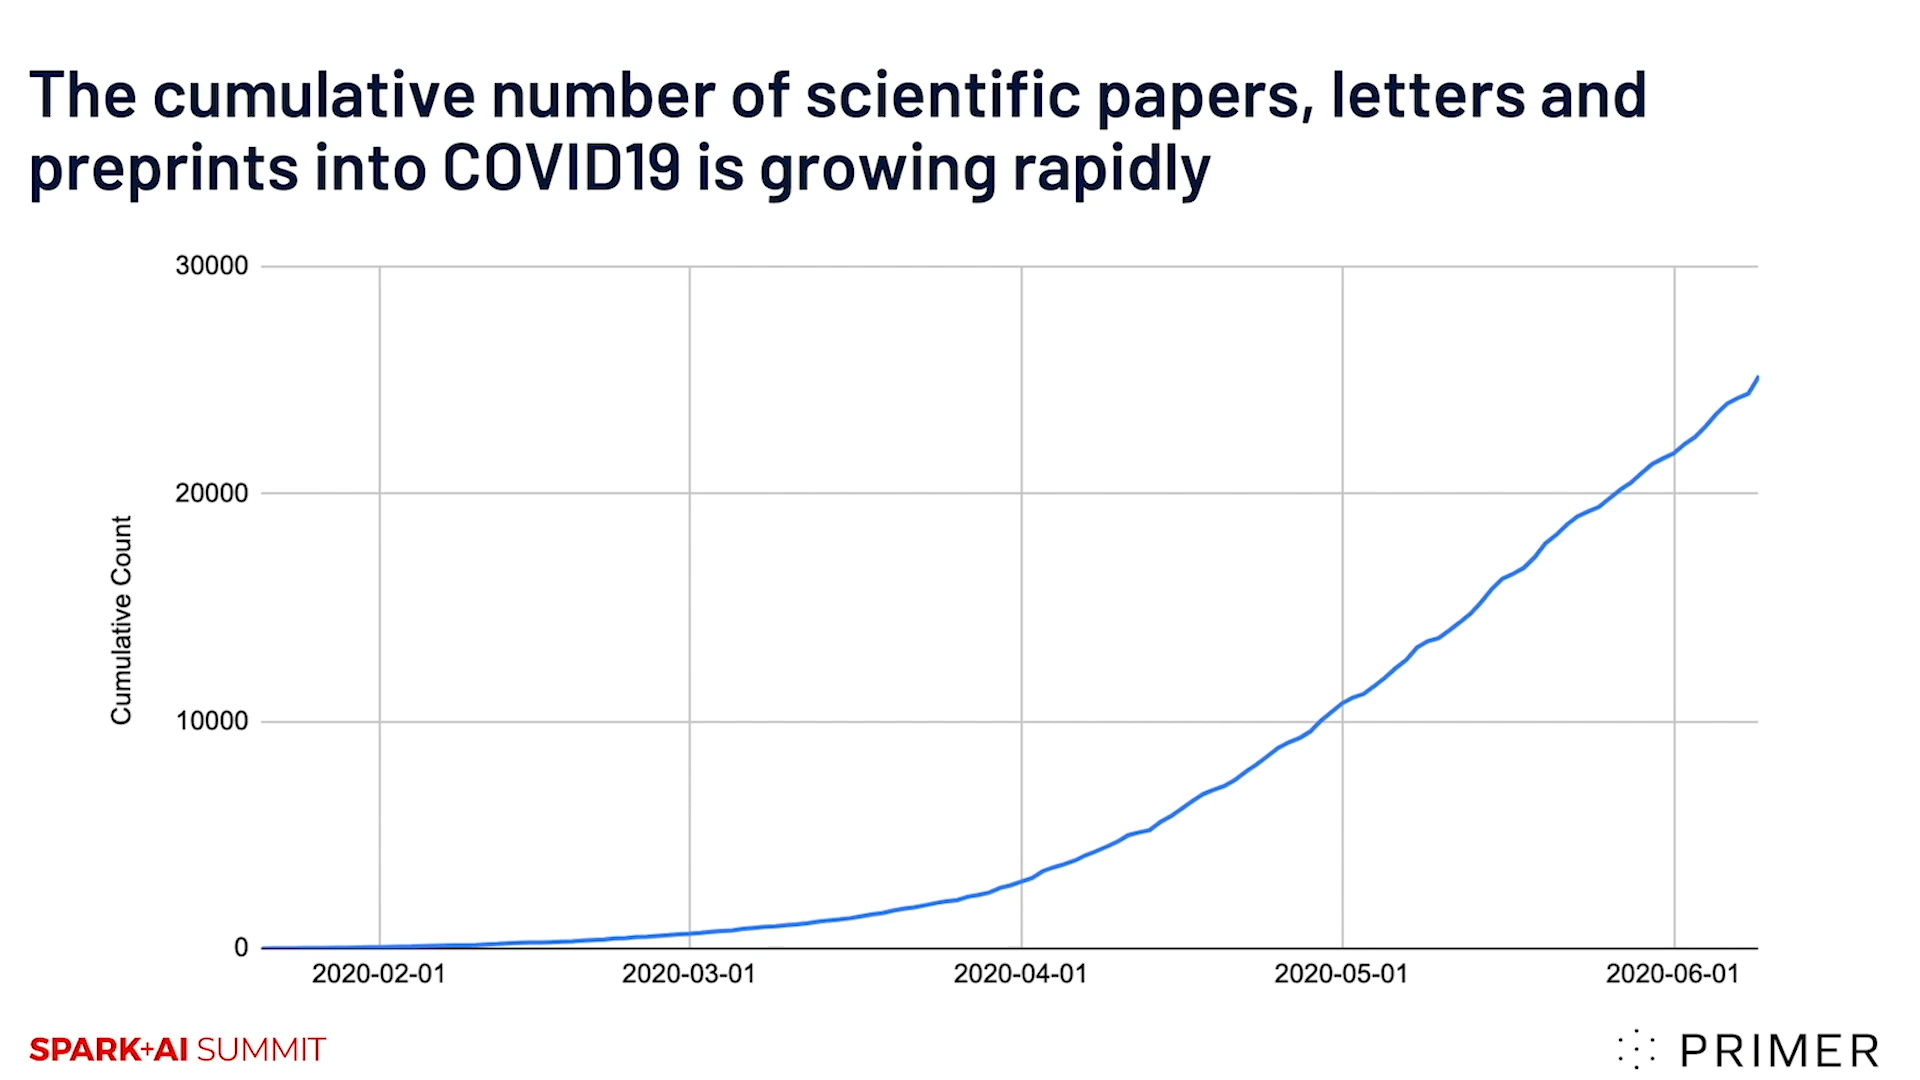 The cumulative number of scientific papers, letters and
preprints into COVID19 is growing rapidly
30000
20000
10000
0
Cumulative Count
2020-02-01
2020-03-01
2020-04-01
2020-05-01
2020-06-01
SPARK+AI SUMMIT
PRIMER